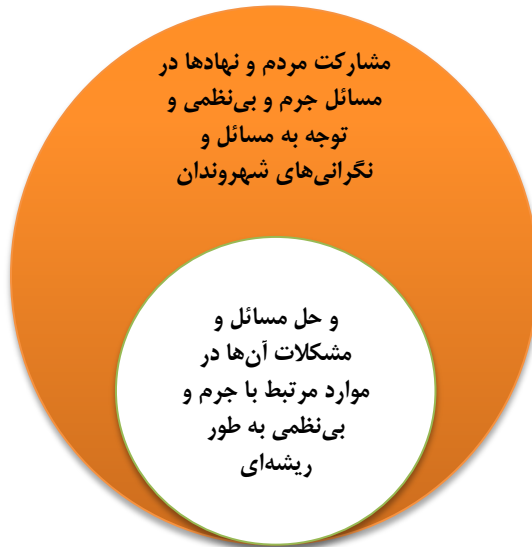 مشارکت مردم و نهادها در
مسائل جرم و بی‌نظمی و
توجه به مسائل و
نگرانی‌های شهروندان
و حل مسائل و
مشکلات آن‌ها در
موارد مرتبط با جرم و
بی‌نظمی به طور
ریشه‌ای